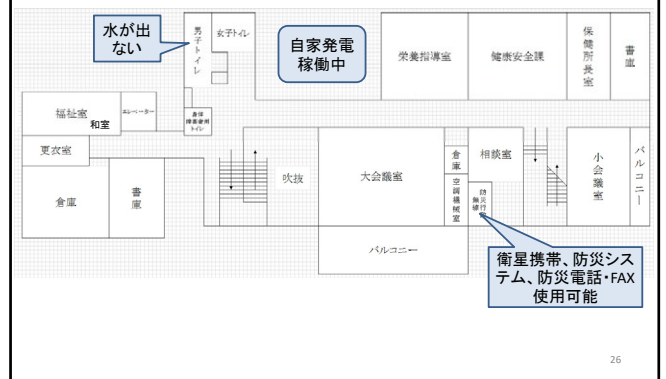 水が出
ない
男子トイレ
女子トイレ
自家発電
稼働中
栄養指導室
健康安全課
保健所長室
書庫
福祉室
和室
エレベーター
身体
障害者用
トイレ
更衣室
倉庫
書庫
吹抜
大会議室
倉庫
空調機械室
相談室
防災行政
無線
小会議室
バルコニー
バルコニー
衛星携帯、防災シス
テム、防災電話・FAX
使用可能
26